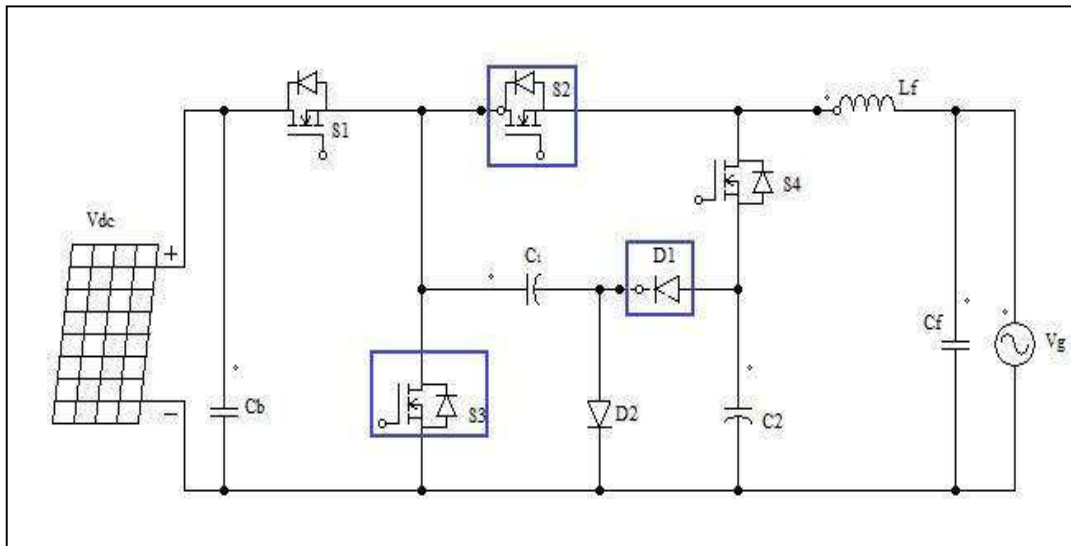 S1
S2
Lf
S4
Vdc
+
C₁
D1
Cf
Vg
Cb
S3
D2
C2
−